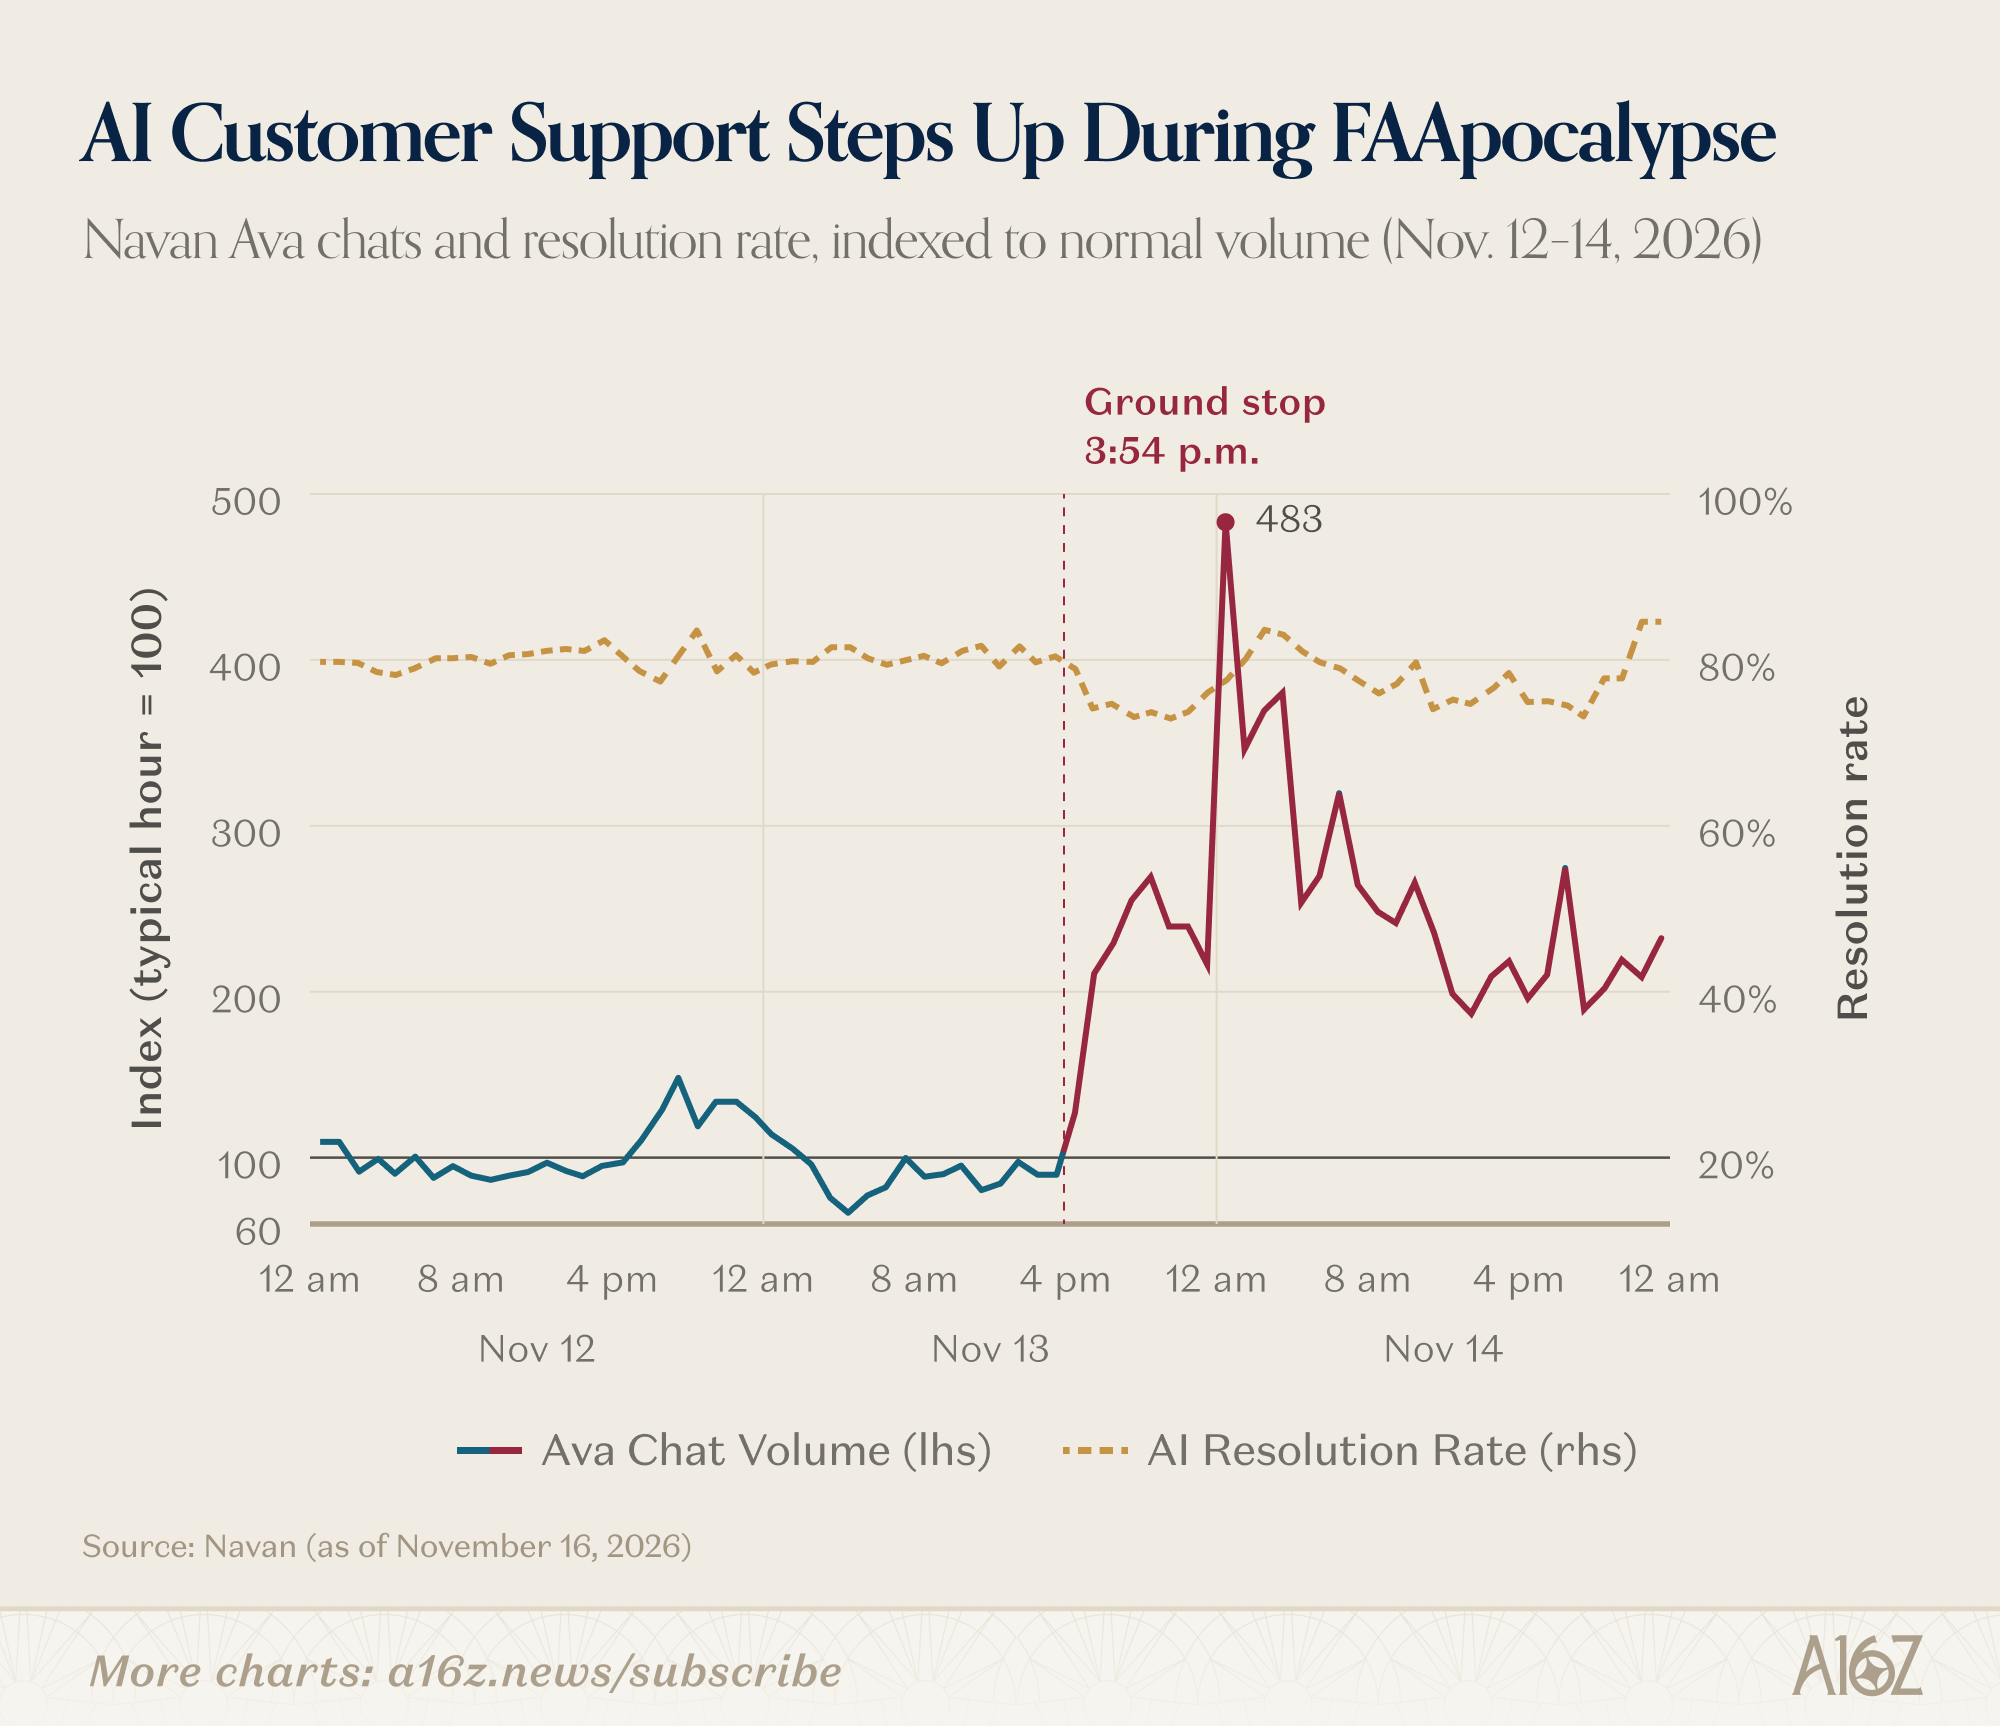 AI Customer Support Steps Up During FAApocalypse
Navan Ava chats and resolution rate, indexed to normal volume (Nov. 12–14, 2026)
Ground stop
3:54 p.m.
500
400
300
200
100
60
Index (typical hour = 100)
483
100%
80%
60%
40%
20%
Resolution rate
12 am 8 am 4 pm 12 am 8 am 4 pm 12 am 8 am 4 pm 12 am
Nov 12 Nov 13 Nov 14
Ava Chat Volume (lhs) AI Resolution Rate (rhs)
Source: Navan (as of November 16, 2026)
More charts: a16z.news/subscribe
A16Z